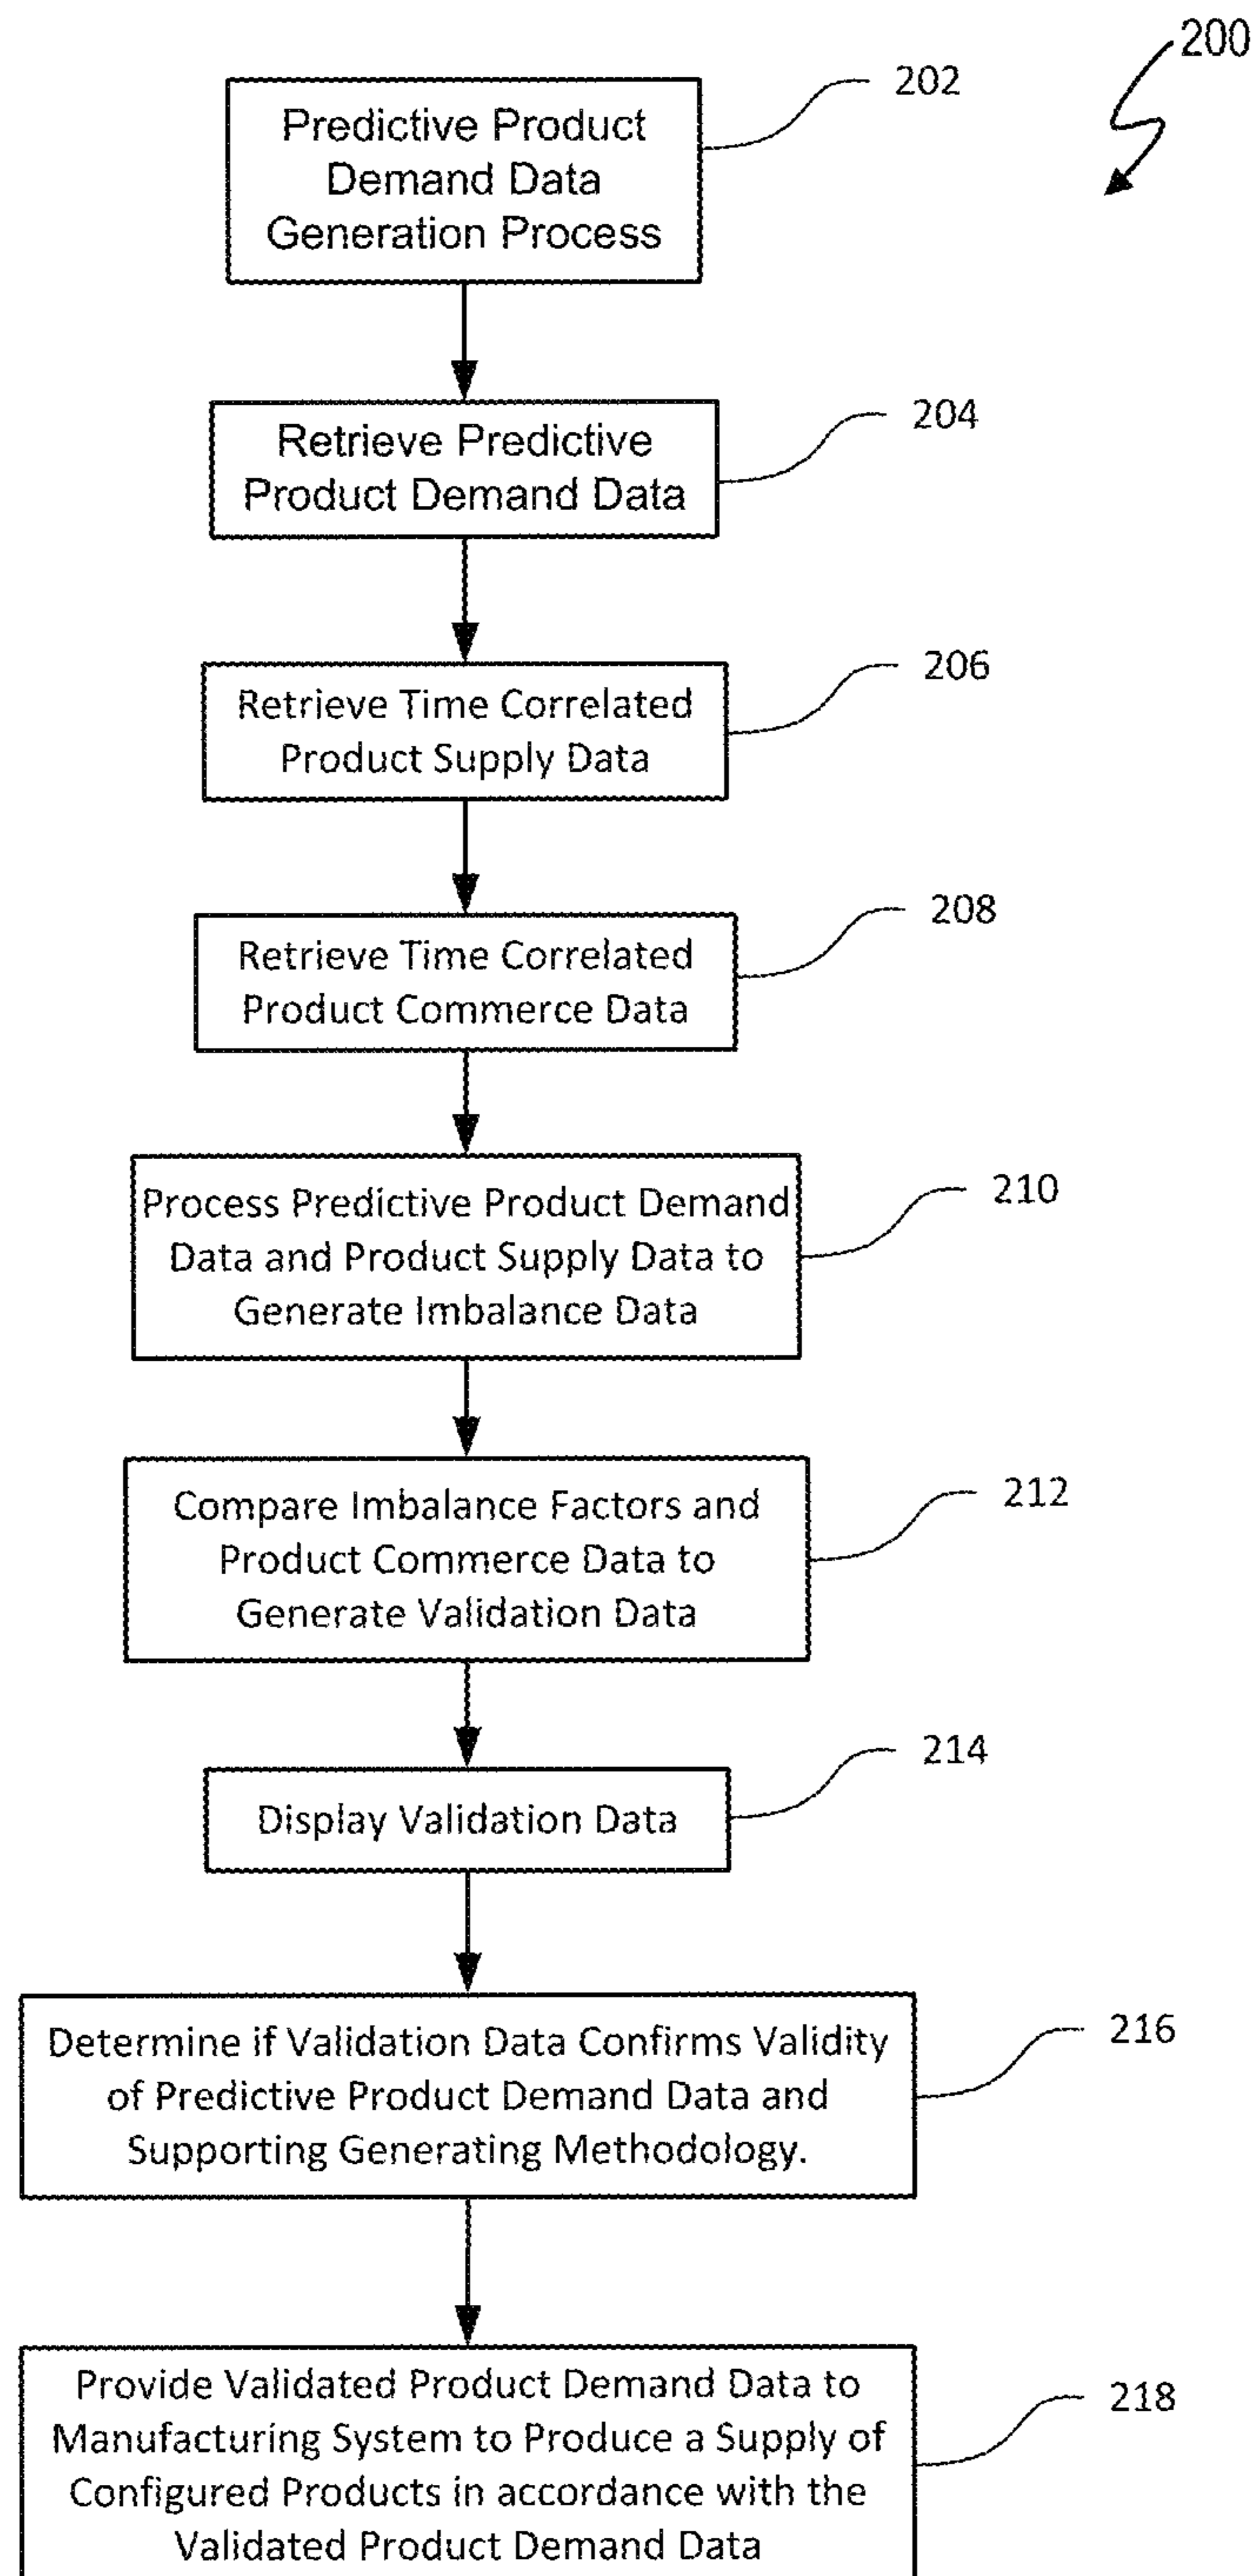 200
202
Predictive Product
Demand Data
Generation Process
204
Retrieve Predictive
Product Demand Data
206
Retrieve Time Correlated
Product Supply Data
208
Retrieve Time Correlated
Product Commerce Data
210
Process Predictive Product Demand
Data and Product Supply Data to
Generate Imbalance Data
212
Compare Imbalance Factors and
Product Commerce Data to
Generate Validation Data
214
Display Validation Data
216
Determine if Validation Data Confirms Validity
of Predictive Product Demand Data and
Supporting Generating Methodology.
218
Provide Validated Product Demand Data to
Manufacturing System to Produce a Supply of
Configured Products in accordance with the
Validated Product Demand Data